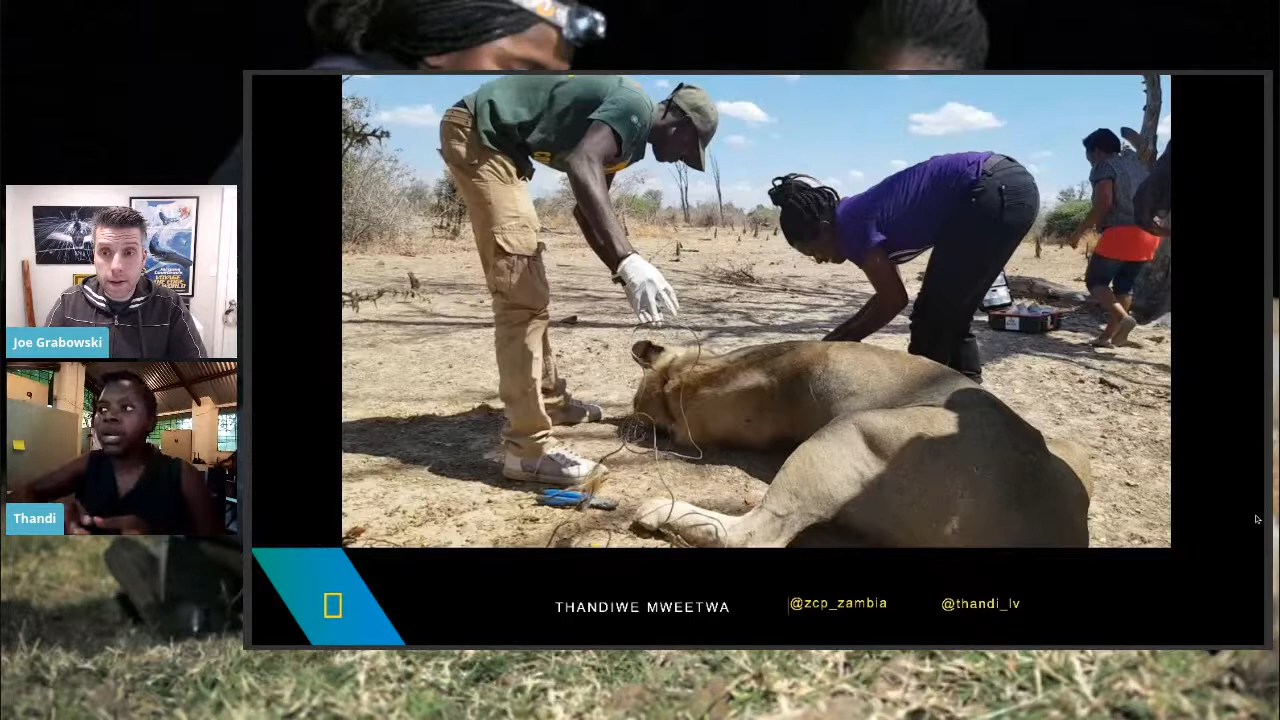 Joe Grabowski
Thandi
THANDIWE MWEETWA
@zcp_zambia
@thandi_lv